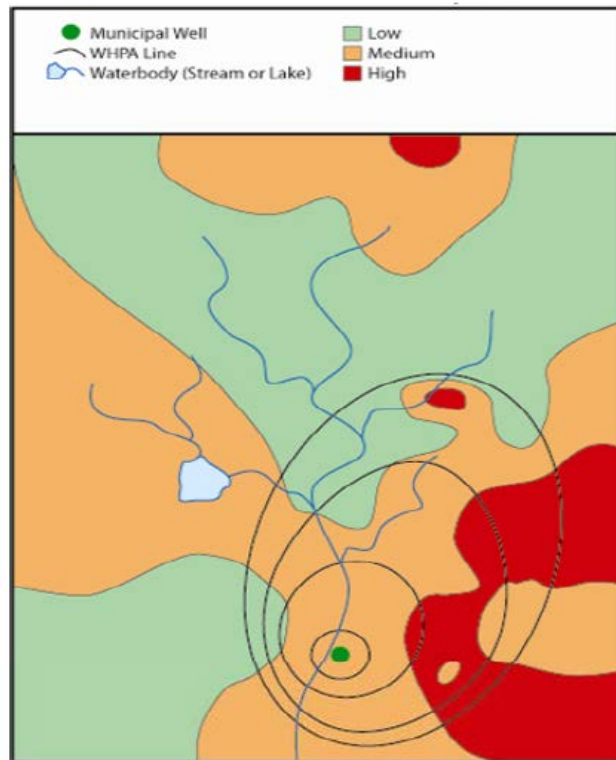 Municipal Well
WHPA Line
Waterbody (Stream or Lake)
Low
Medium
High